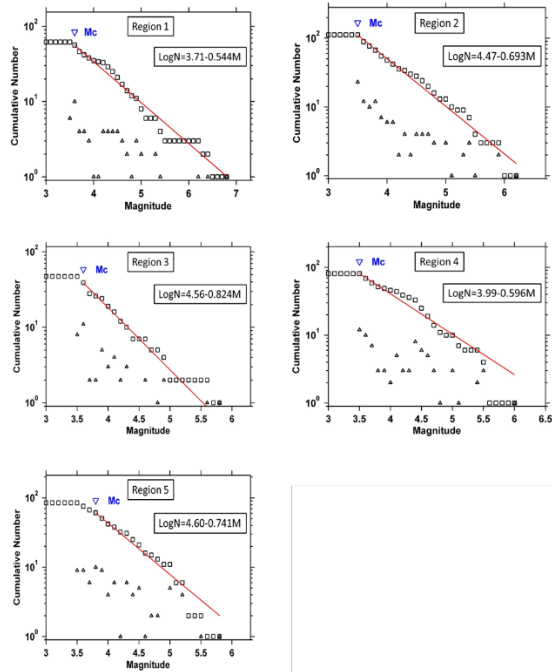 Region 1
Mc
LogN=3.71-0.544M
Cumulative Number
10²
10¹
10⁰
3 4 5 6 7
Magnitude
Region 2
Mc
LogN=4.47-0.693M
Cumulative Number
10²
10¹
10⁰
3 4 5 6
Magnitude
Region 3
Mc
LogN=4.56-0.824M
Cumulative Number
10²
10¹
10⁰
3 3.5 4 4.5 5 5.5 6
Magnitude
Region 4
Mc
LogN=3.99-0.596M
Cumulative Number
10²
10¹
10⁰
3 3.5 4 4.5 5 5.5 6 6.5
Magnitude
Region 5
Mc
LogN=4.60-0.741M
Cumulative Number
10²
10¹
10⁰
3 3.5 4 4.5 5 5.5 6
Magnitude